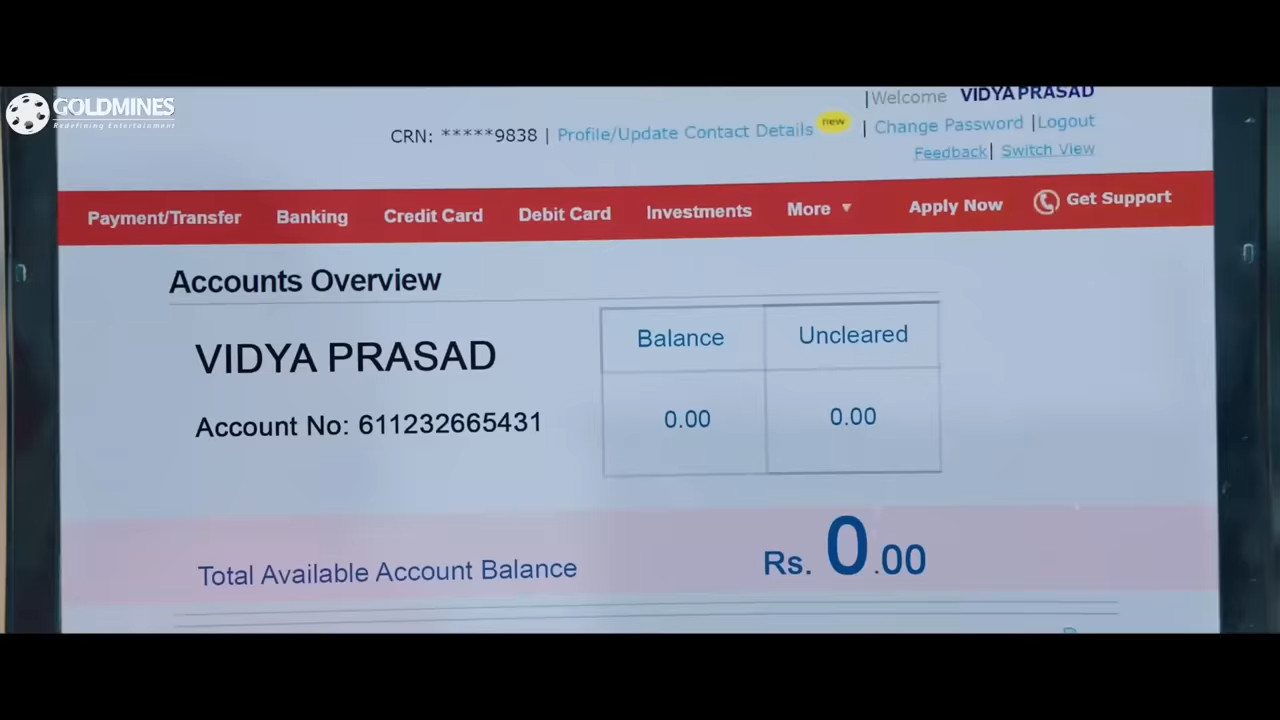 GOLDMINES
Redefining Entertainment
|Welcome VIDYA PRASAD
CRN: *****9838 | Profile/Update Contact Details new | Change Password |Logout
Feedback| Switch View
Payment/Transfer Banking Credit Card Debit Card Investments More ▼ Apply Now Get Support
Accounts Overview
VIDYA PRASAD
Account No: 611232665431
Balance Uncleared
0.00 0.00
Total Available Account Balance Rs. 0.00